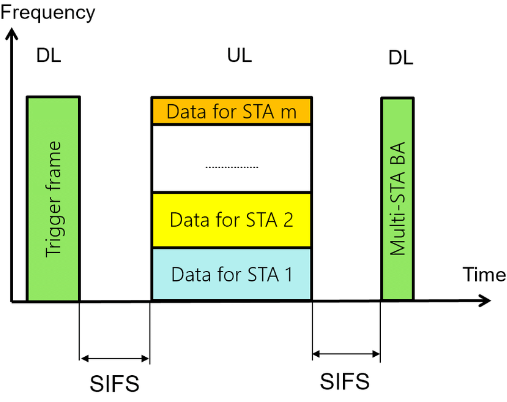 Frequency
DL
UL
DL
Trigger frame
Data for STA m
....................
Data for STA 2
Data for STA 1
Multi-STA BA
Time
SIFS
SIFS